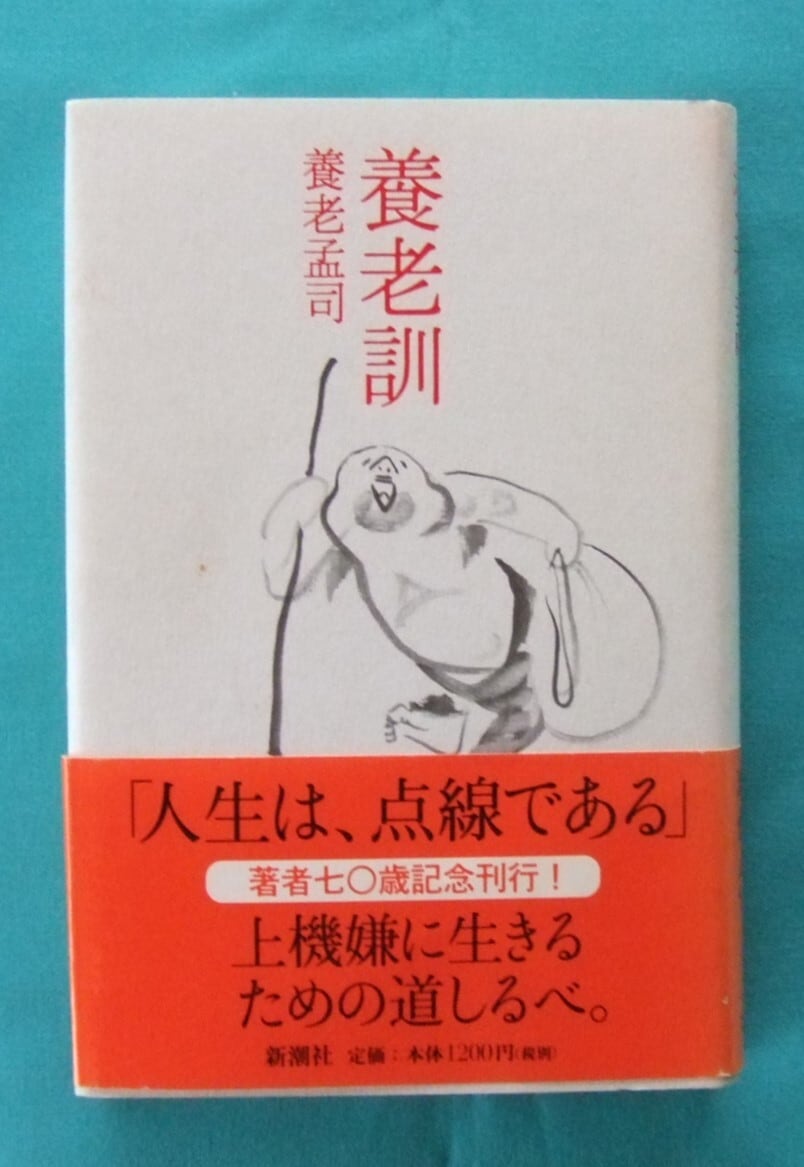 養老訓
養老孟司
「人生は、点線である」
著者七〇歳記念刊行！
上機嫌に生きる
ための道しるべ。
新潮社 定価：本体1200円（税別）